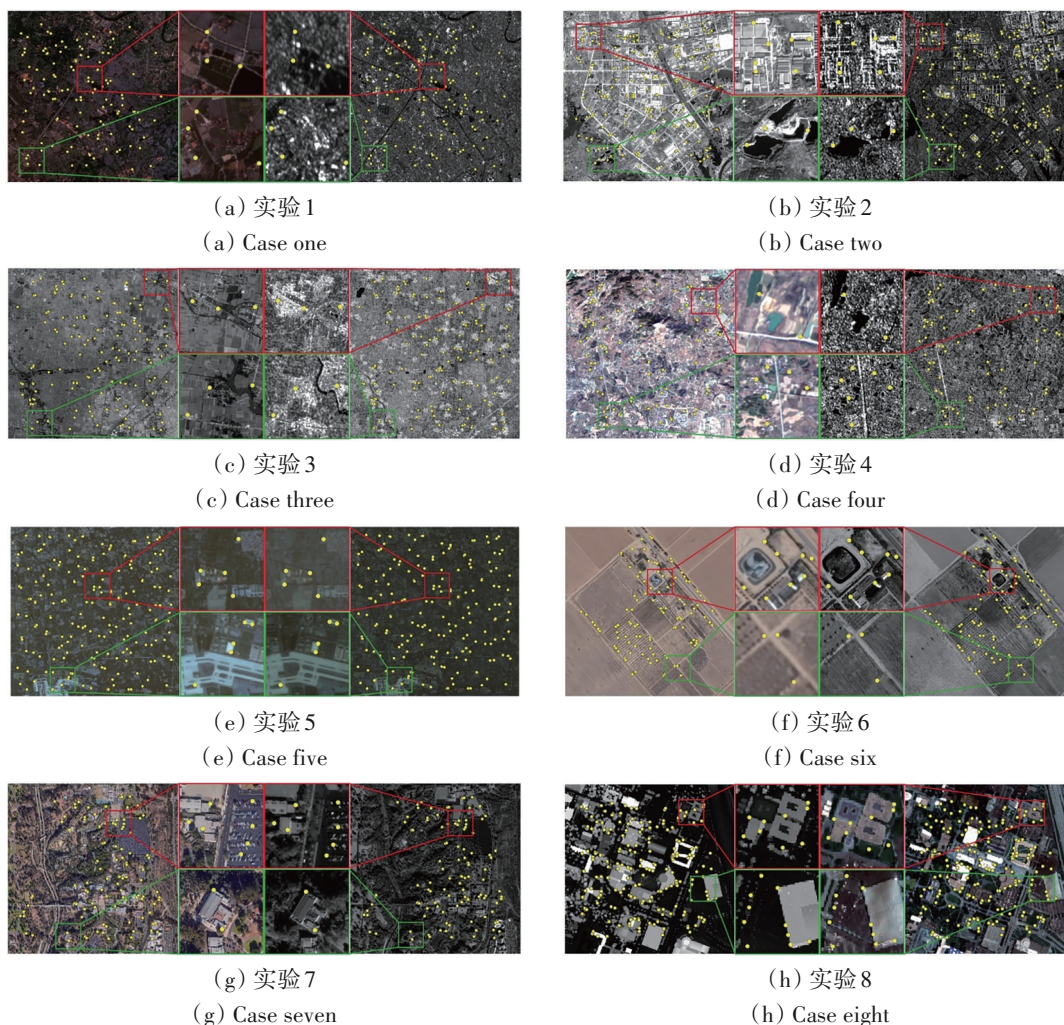 (a) 实验1
(a) Case one
(b) 实验2
(b) Case two
(c) 实验3
(c) Case three
(d) 实验4
(d) Case four
(e) 实验5
(e) Case five
(f) 实验6
(f) Case six
(g) 实验7
(g) Case seven
(h) 实验8
(h) Case eight